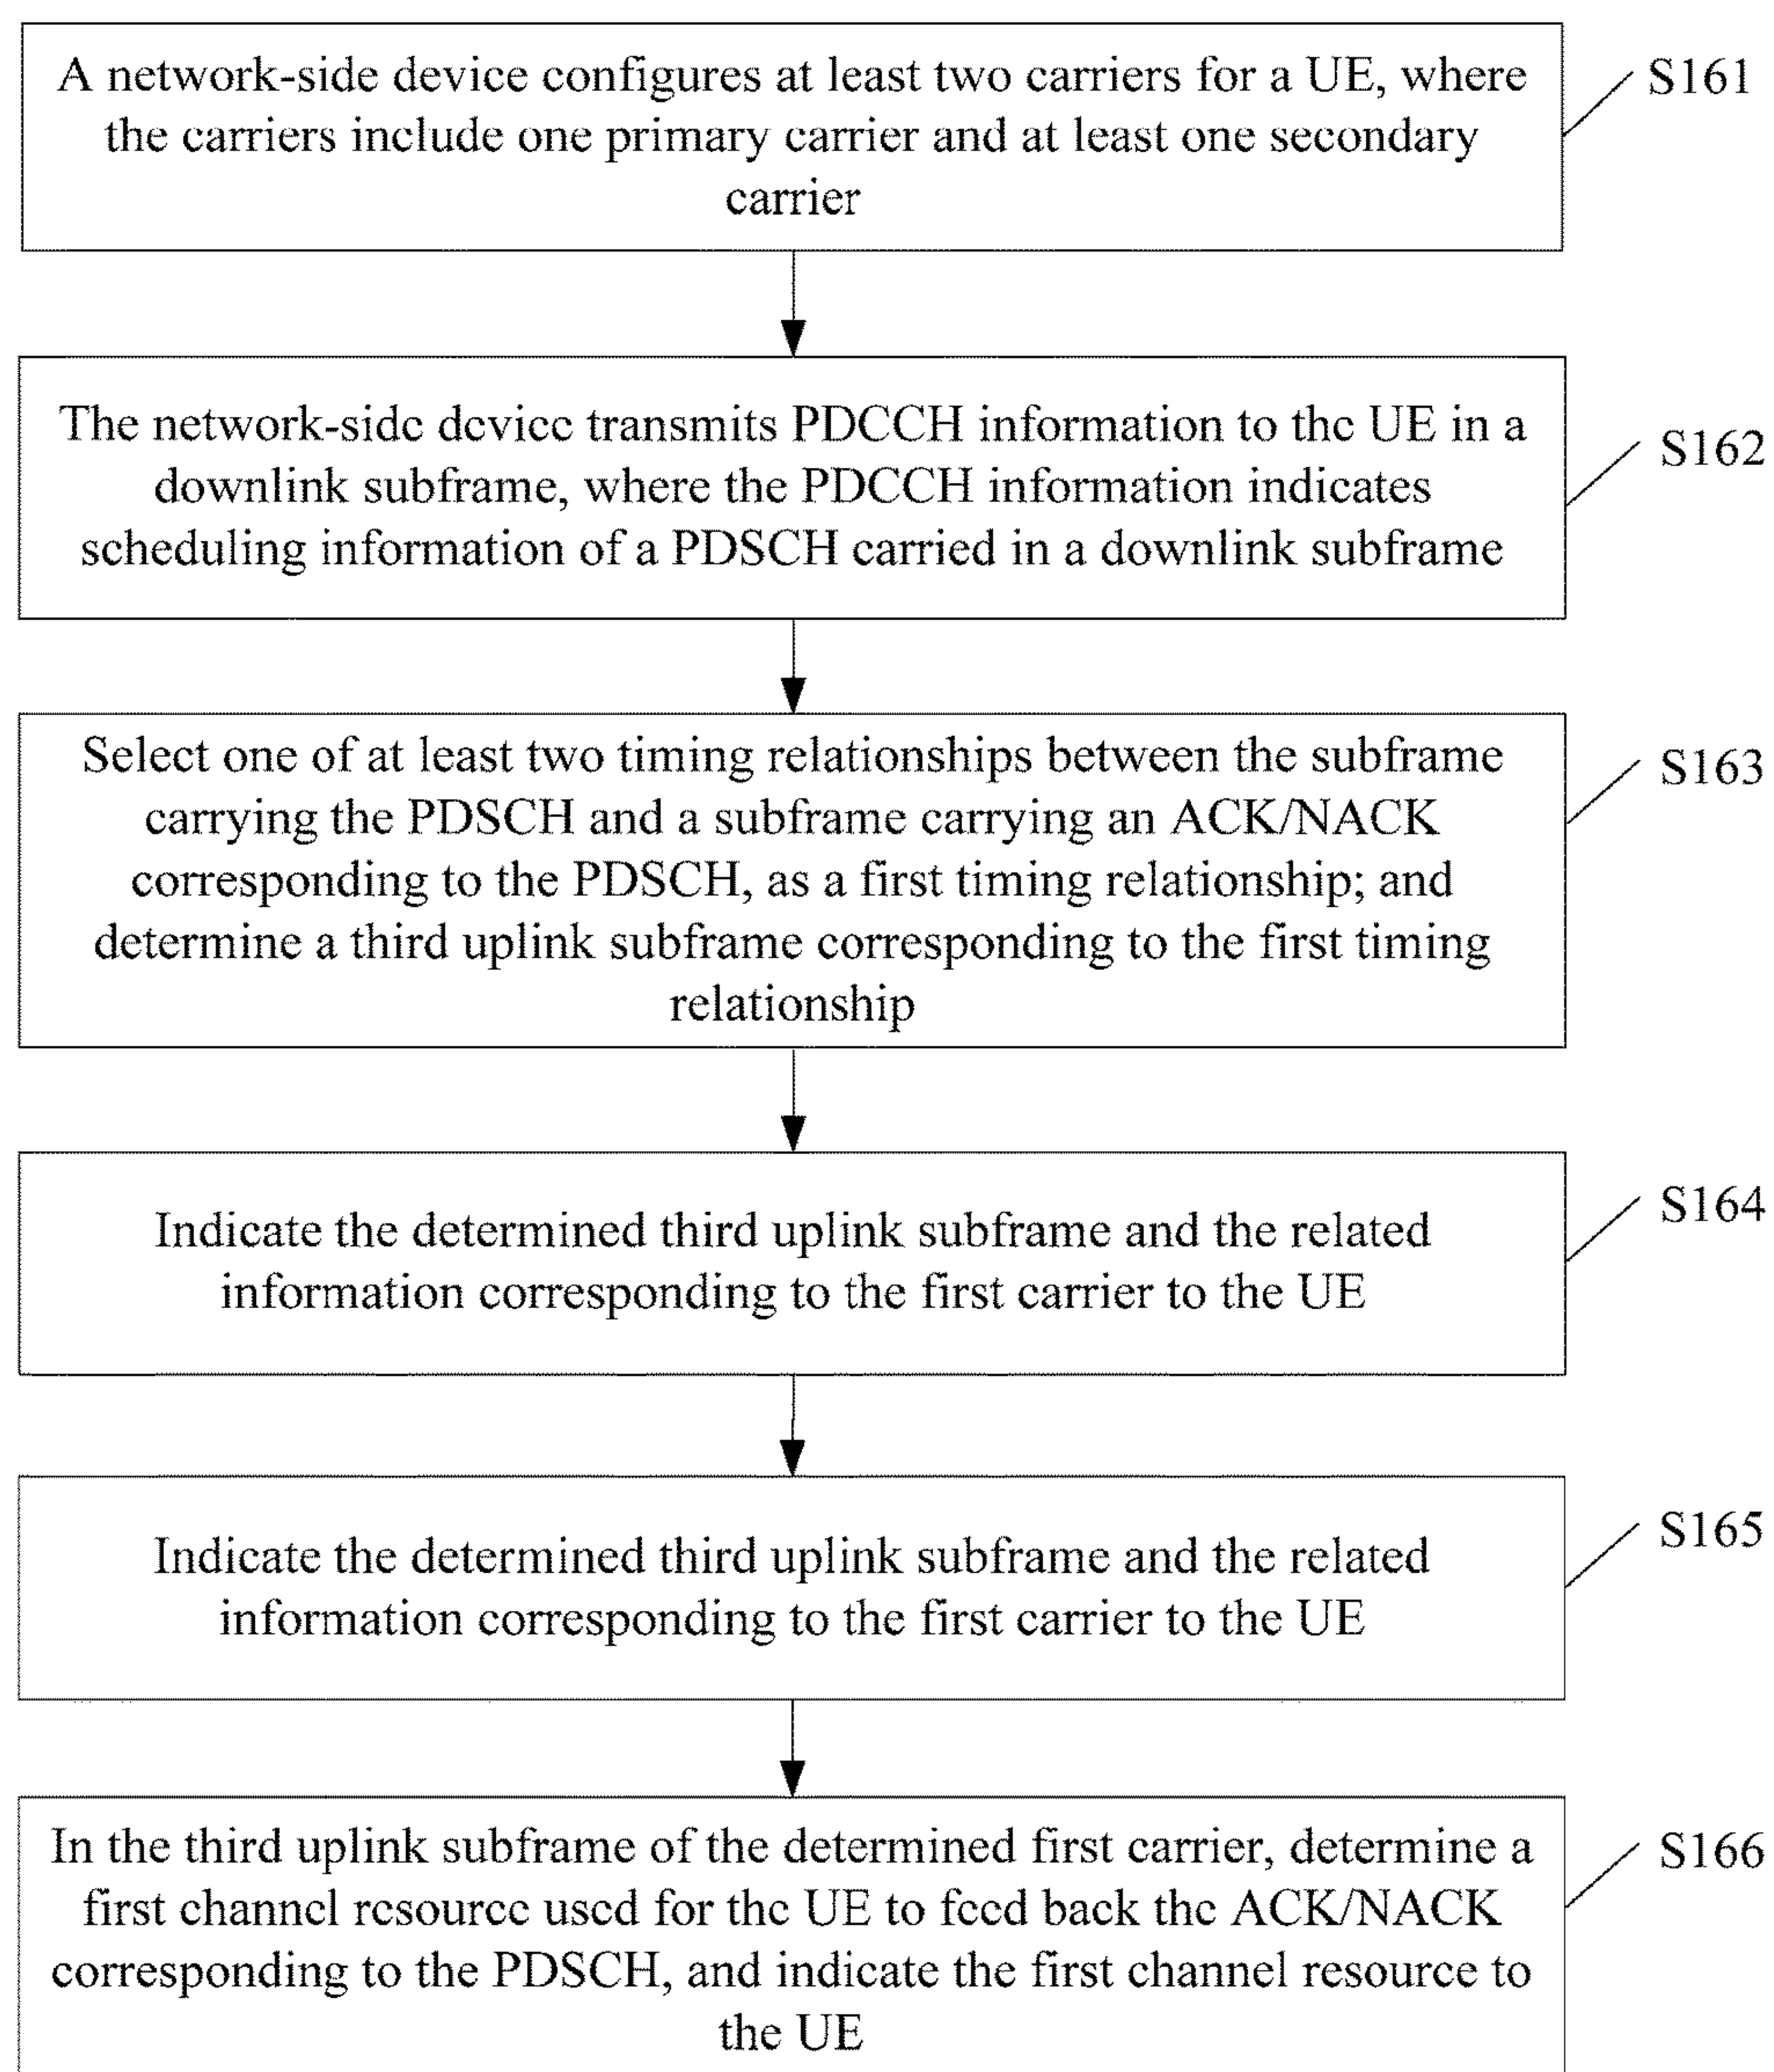 A network-side device configures at least two carriers for a UE, where
the carriers include one primary carrier and at least one secondary
carrier
S161
The network-side device transmits PDCCH information to the UE in a
downlink subframe, where the PDCCH information indicates
scheduling information of a PDSCH carried in a downlink subframe
S162
Select one of at least two timing relationships between the subframe
carrying the PDSCH and a subframe carrying an ACK/NACK
corresponding to the PDSCH, as a first timing relationship; and
determine a third uplink subframe corresponding to the first timing
relationship
S163
Indicate the determined third uplink subframe and the related
information corresponding to the first carrier to the UE
S164
Indicate the determined third uplink subframe and the related
information corresponding to the first carrier to the UE
S165
In the third uplink subframe of the determined first carrier, determine a
first channel resource used for the UE to feed back the ACK/NACK
corresponding to the PDSCH, and indicate the first channel resource to
the UE
S166